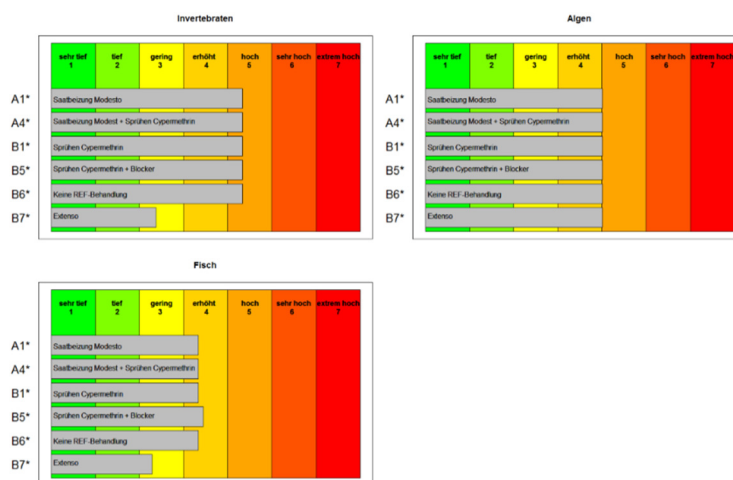 Invertebraten
sehr tief tief gering erhöht hoch sehr hoch extrem hoch
1 2 3 4 5 6 7
A1* Saatbeizung Modesto
A4* Saatbeizung Modest + Sprühen Cypermethrin
B1* Sprühen Cypermethrin
B5* Sprühen Cypermethrin + Blocker
B6* Keine REF-Behandlung
B7* Extenso
Algen
sehr tief tief gering erhöht hoch sehr hoch extrem hoch
1 2 3 4 5 6 7
A1* Saatbeizung Modesto
A4* Saatbeizung Modest + Sprühen Cypermethrin
B1* Sprühen Cypermethrin
B5* Sprühen Cypermethrin + Blocker
B6* Keine REF-Behandlung
B7* Extenso
Fisch
sehr tief tief gering erhöht hoch sehr hoch extrem hoch
1 2 3 4 5 6 7
A1* Saatbeizung Modesto
A4* Saatbeizung Modest + Sprühen Cypermethrin
B1* Sprühen Cypermethrin
B5* Sprühen Cypermethrin + Blocker
B6* Keine REF-Behandlung
B7* Extenso